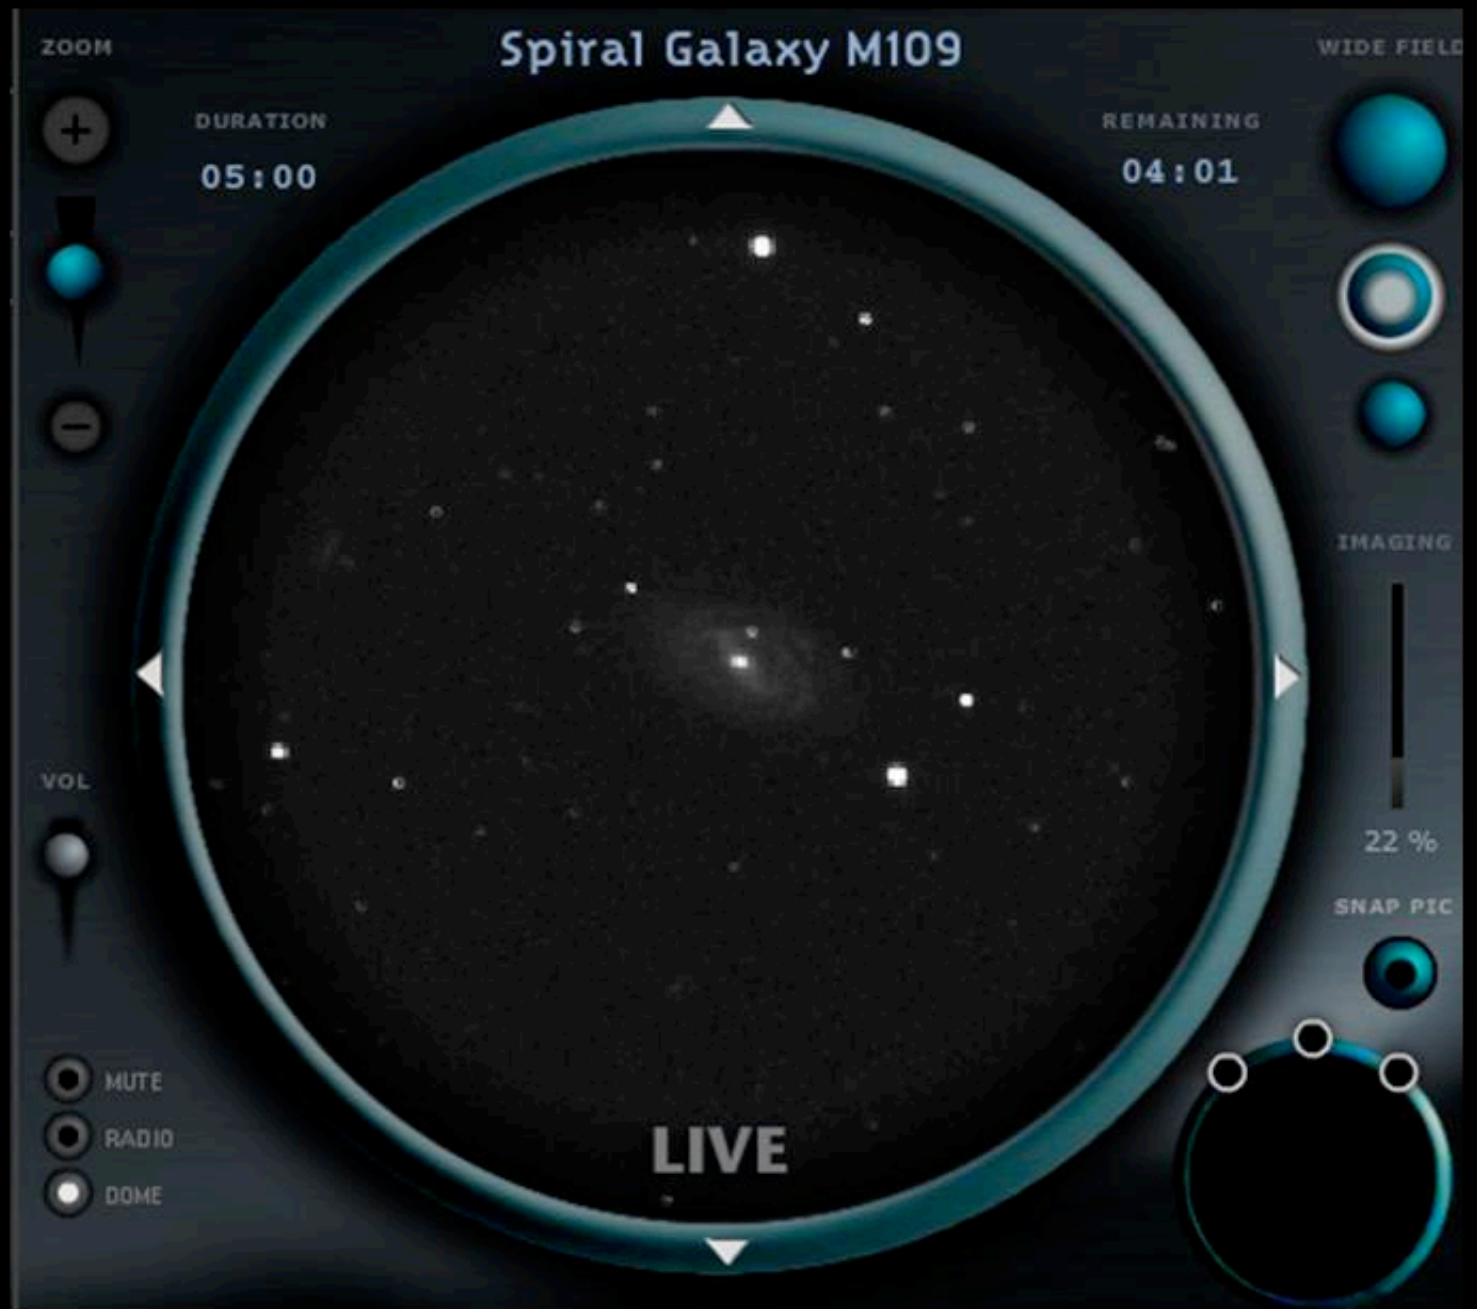 ZOOM
Spiral Galaxy M109
WIDE FIELD
DURATION
05:00
REMAINING
04:01
IMAGING
22 %
SNAP PIC
VOL
MUTE
RADIO
DOME
LIVE